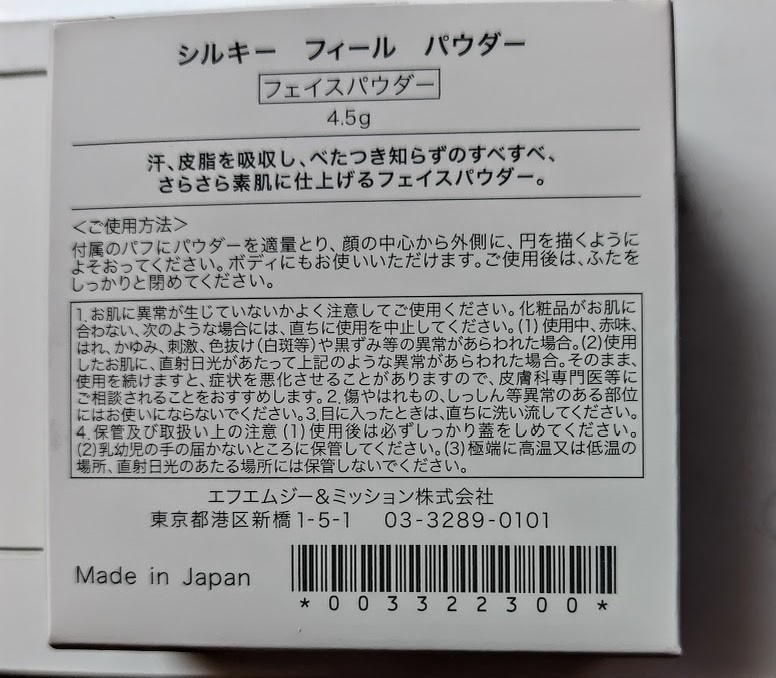 シルキー フィール パウダー
フェイスパウダー
4.5g
汗、皮脂を吸収し、べたつき知らずのすべすべ、
さらさら素肌に仕上げるフェイスパウダー。
＜ご使用方法＞
付属のパフにパウダーを適量とり、顔の中心から外側に、円を描くように
よそおってください。ボディにもお使いいただけます。ご使用後は、ふたを
しっかりと閉めてください。
1.お肌に異常が生じていないかよく注意してご使用ください。化粧品がお肌に
合わない、次のような場合には、直ちに使用を中止してください。(1)使用中、赤味、
はれ、かゆみ、刺激、色抜け(白斑等)や黒ずみ等の異常があらわれた場合。(2)使用
したお肌に、直射日光があたって上記のような異常があらわれた場合。そのまま、
使用を続けますと、症状を悪化させることがありますので、皮膚科専門医等に
ご相談されることをおすすめします。2.傷やはれもの、しっしん等異常のある部位
にはお使いにならないでください。3.目に入ったときは、直ちに洗い流してください。
4.保管及び取扱い上の注意(1)使用後は必ずしっかり蓋をしめてください。
(2)乳幼児の手の届かないところに保管してください。(3)極端に高温又は低温の
場所、直射日光のあたる場所には保管しないでください。
エフエムジー＆ミッション株式会社
東京都港区新橋1-5-1 03-3289-0101
Made in Japan
*0033222300*